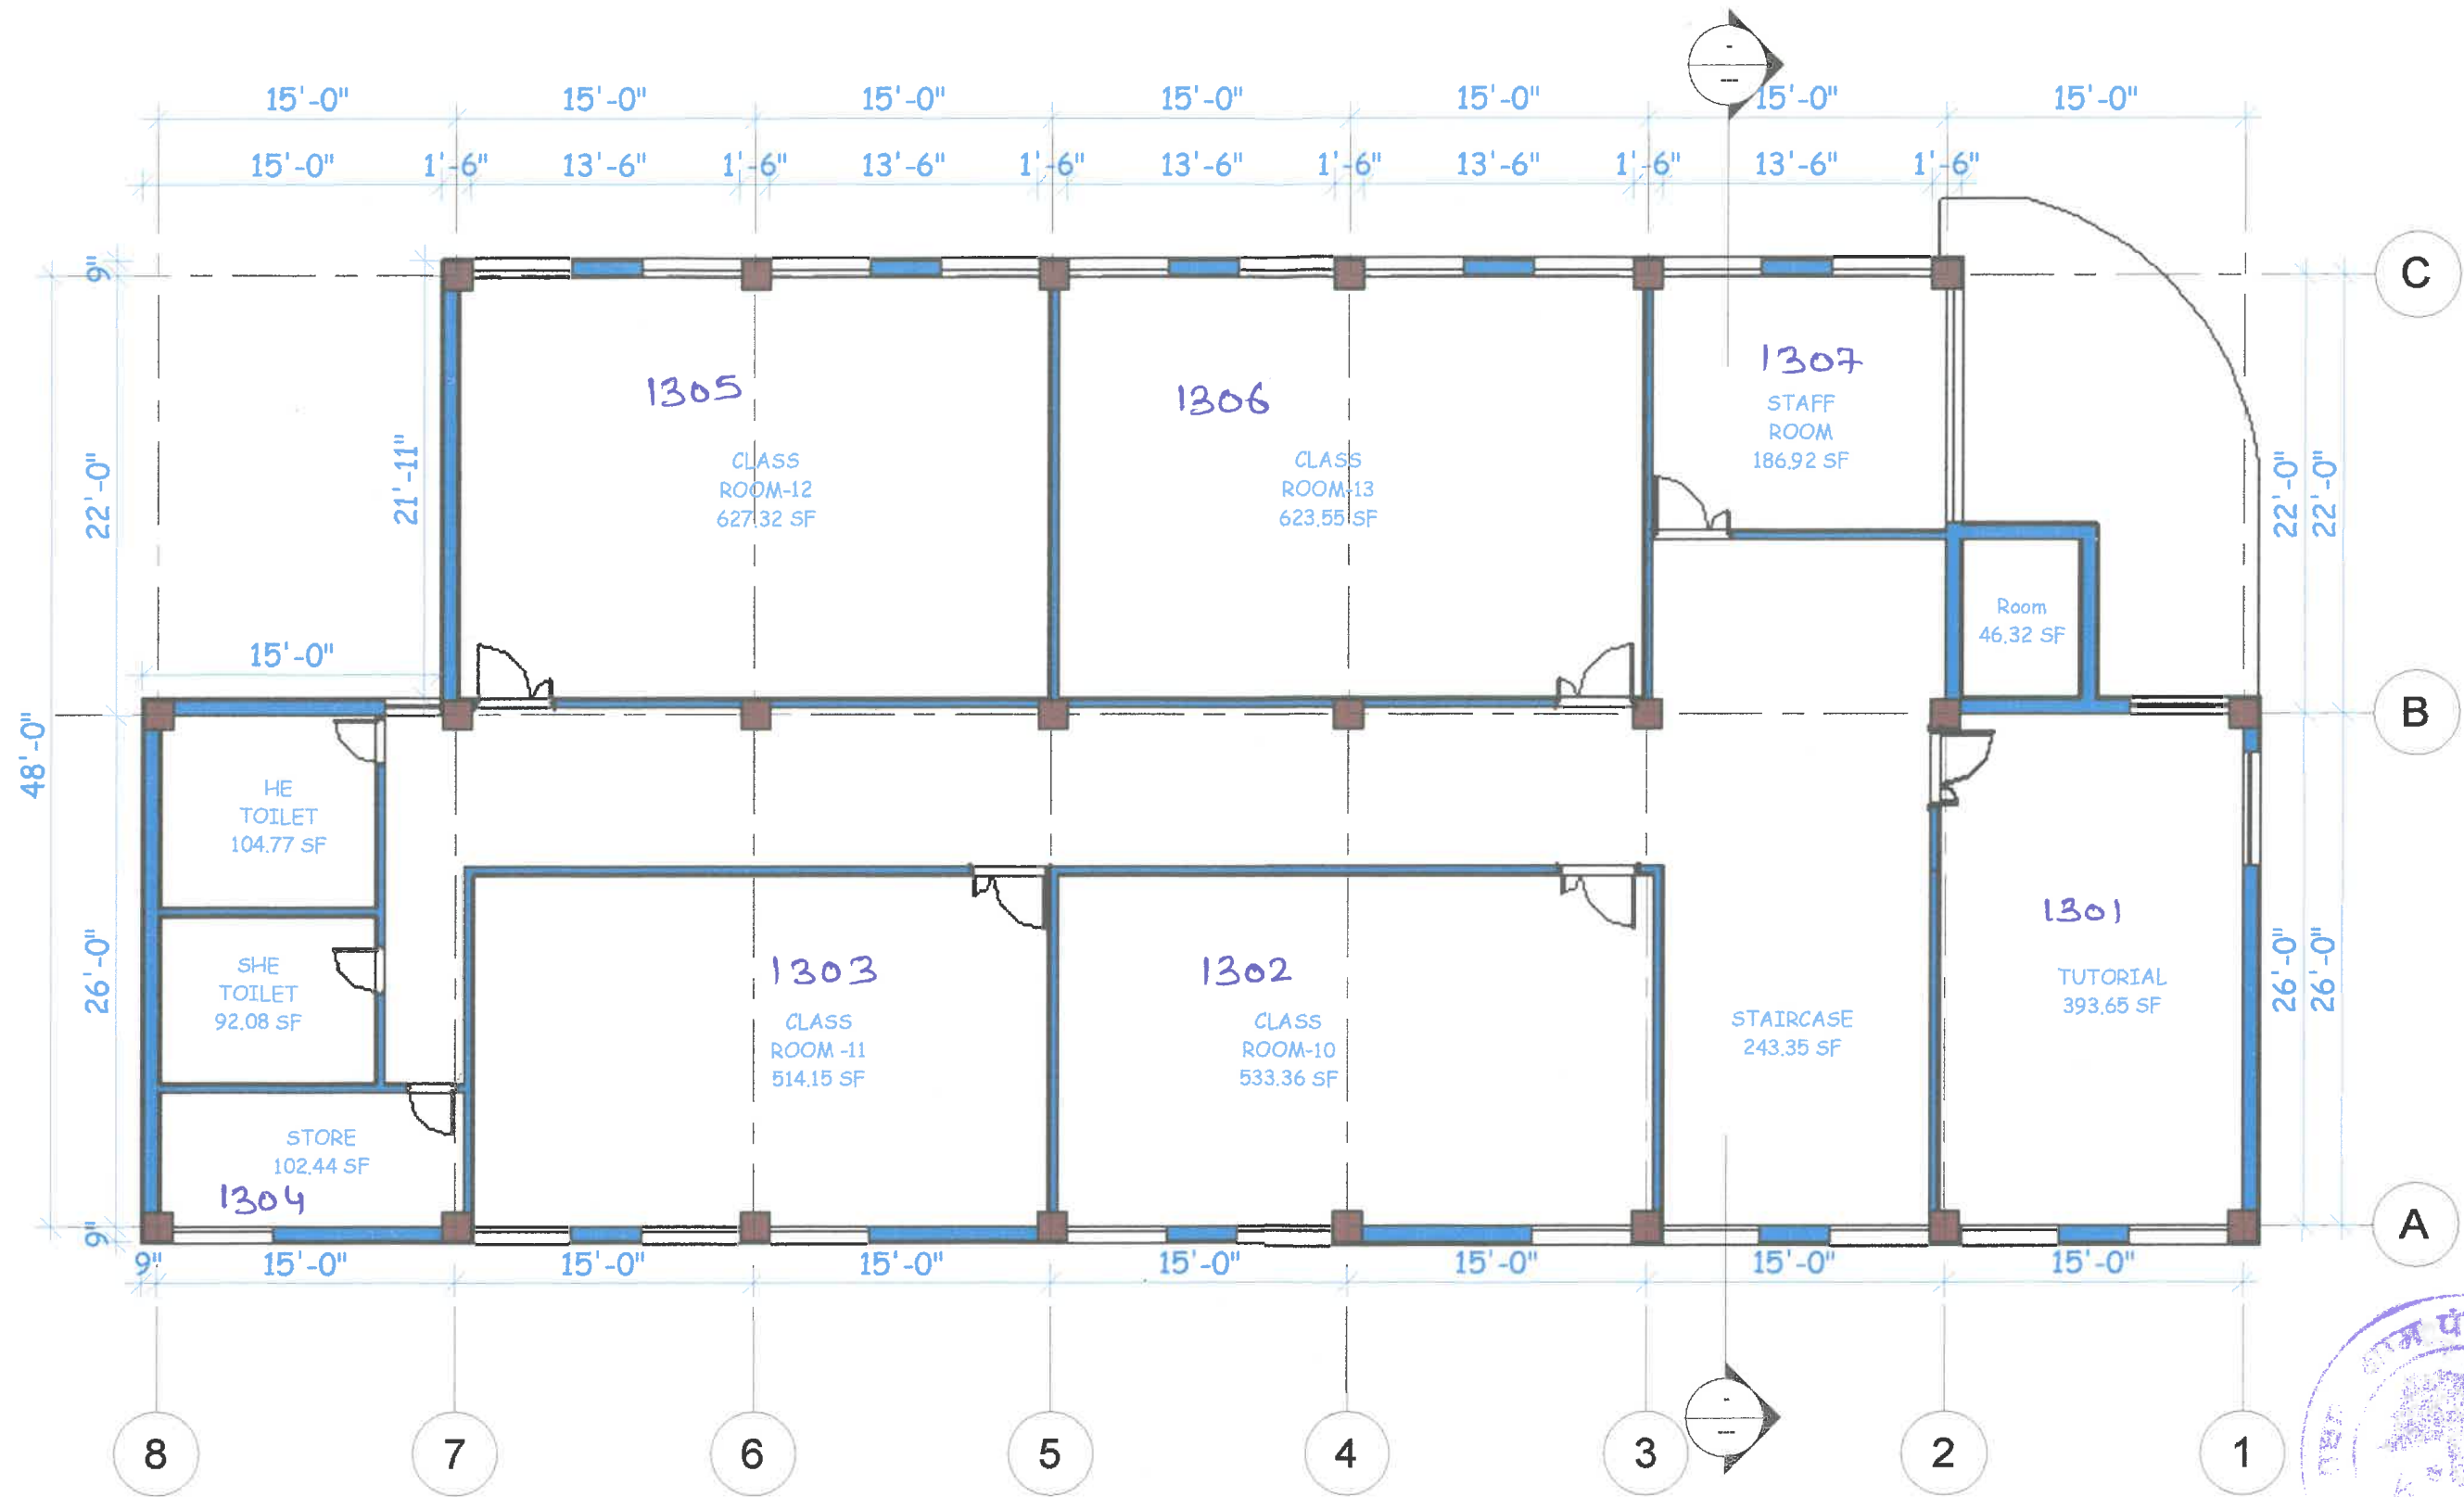 15'-0" 15'-0" 15'-0" 15'-0" 15'-0" 15'-0" 15'-0"
15'-0" 1'-6" 13'-6" 1'-6" 13'-6" 1'-6" 13'-6" 1'-6" 13'-6" 1'-6" 13'-6" 1'-6"
9"
C
1305
1306
1307
STAFF
ROOM
186.92 SF
CLASS
ROOM-12
627.32 SF
CLASS
ROOM-13
623.55 SF
22'-0"
21'-11"
22'-0"
22'-0"
Room
46.32 SF
15'-0"
B
48'-0"
HE
TOILET
104.77 SF
1301
SHE
TOILET
92.08 SF
26'-0"
1303
1302
TUTORIAL
393.65 SF
26'-0"
26'-0"
CLASS
ROOM -11
514.15 SF
CLASS
ROOM-10
533.36 SF
STAIRCASE
243.35 SF
STORE
102.44 SF
1304
9"
A
9" 15'-0" 15'-0" 15'-0" 15'-0" 15'-0" 15'-0" 15'-0"
8 7 6 5 4 3 2 1